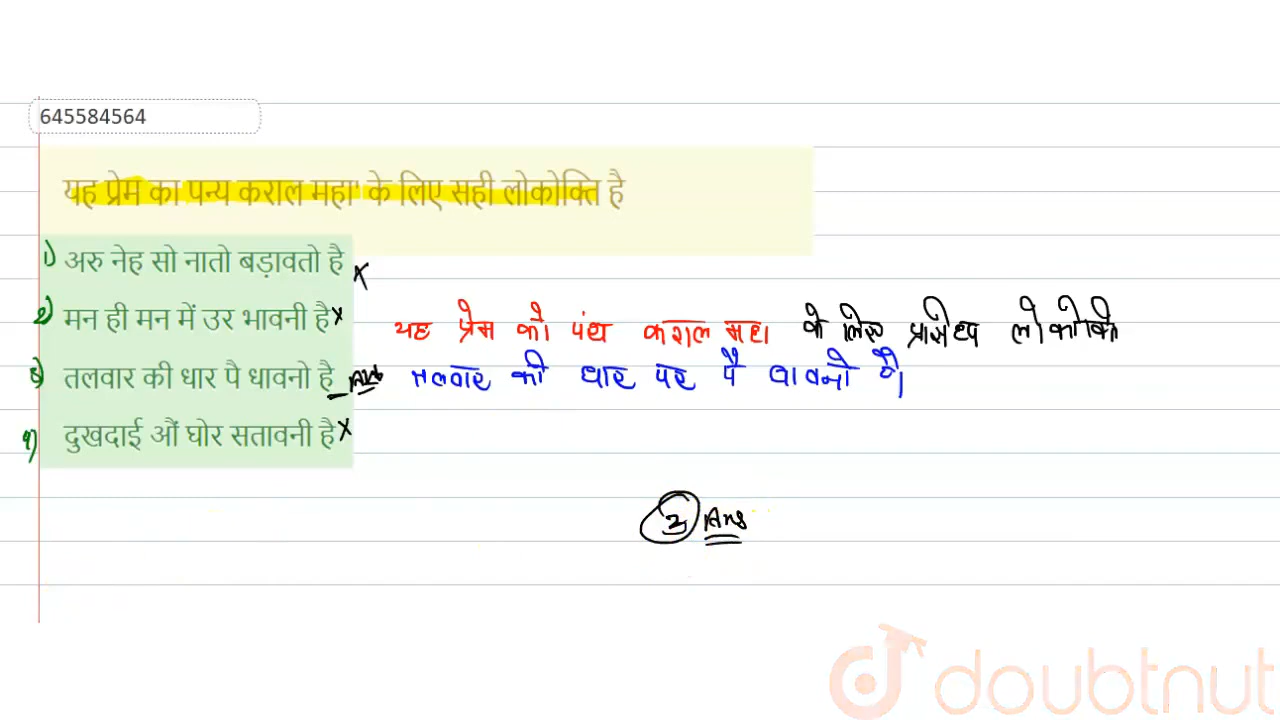 645584564
यह प्रेम का पन्य कराल महा' के लिए सही लोकोक्ति है
1) अरु नेह सो नातो बड़ावतो है x
2) मन ही मन में उर भावनी है x
यह प्रेम को पंथ कराल महा के लिए प्रसिध्द लोकोक्ति
3) तलवार की धार पै धावनो है Ans
तलवार की धार पर पै धावनो है।
4) दुखदाई औं घोर सतावनी है x
3 Ans
doubtnut